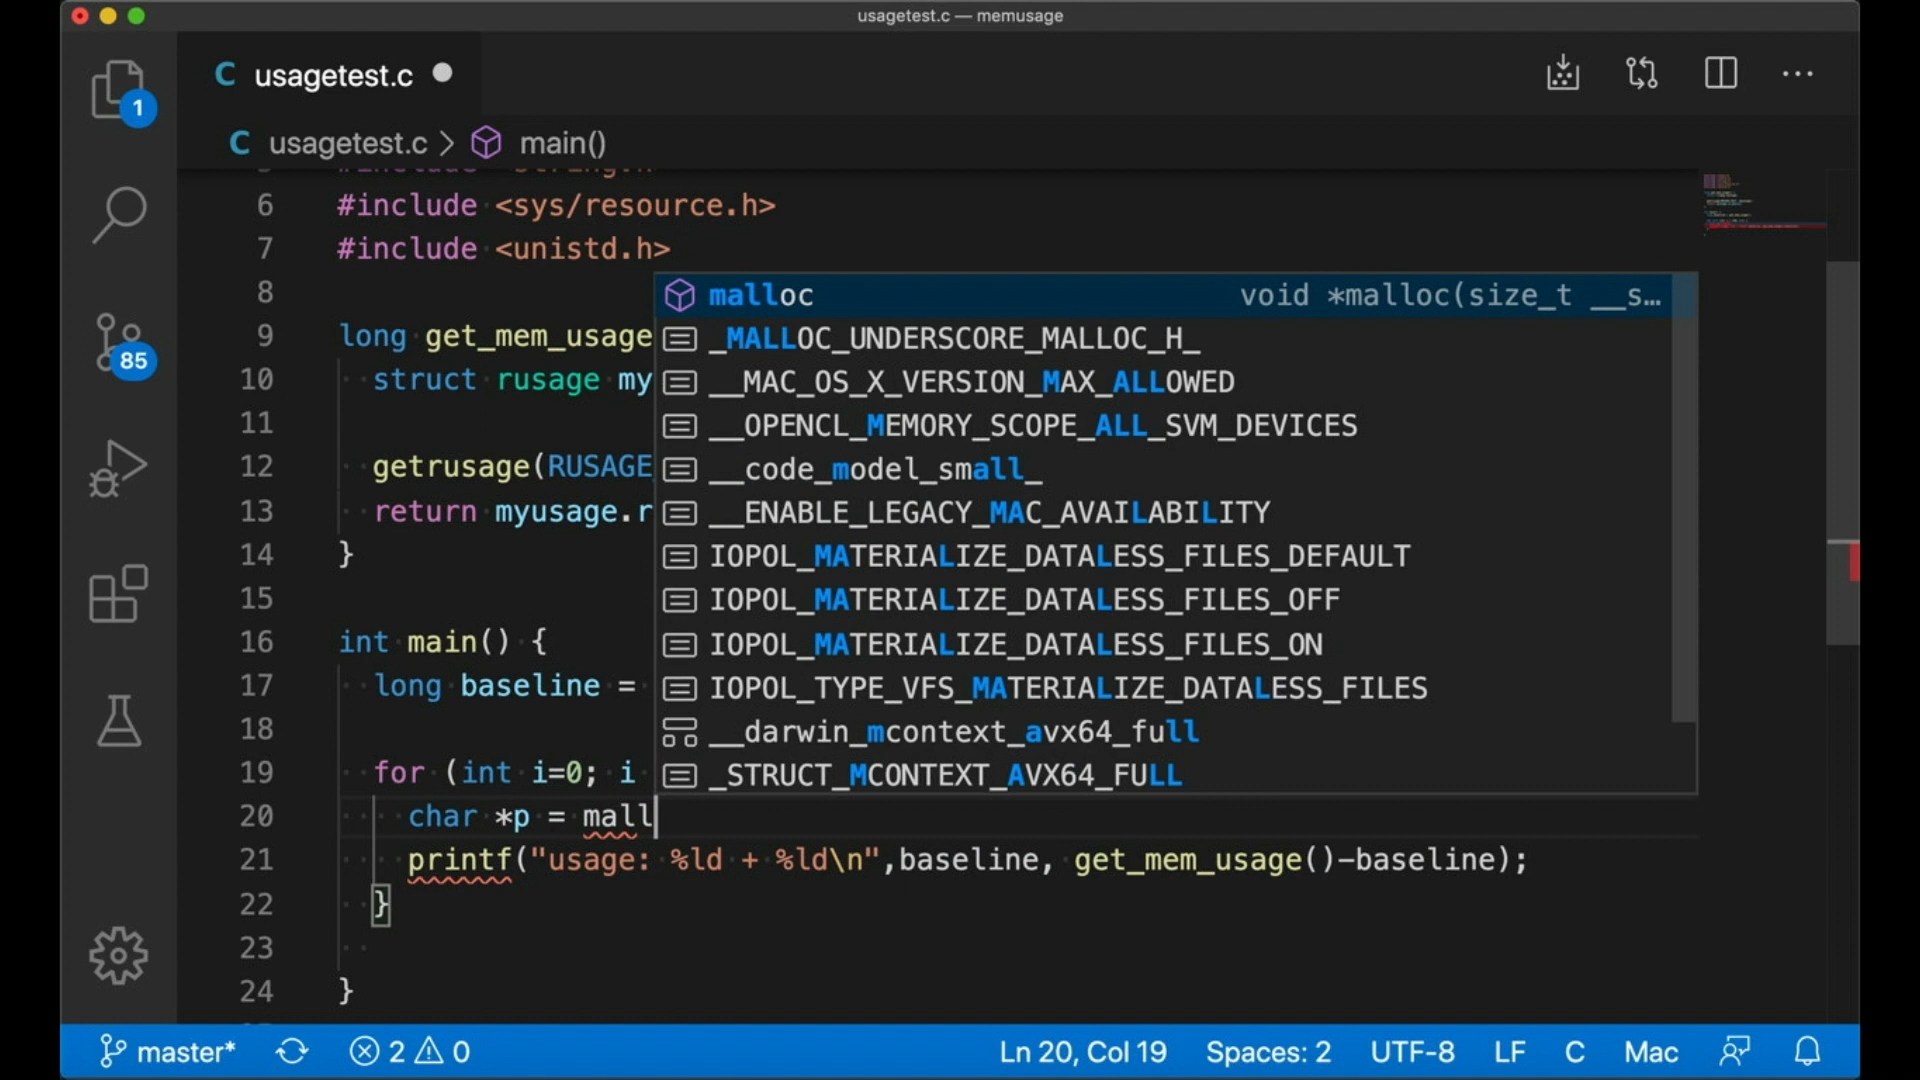 usagetest.c — memusage
usagetest.c
usagetest.c > main()
1
85
6 #include <sys/resource.h>
7 #include <unistd.h>
8
9 long get_mem_usage
10 struct rusage my
11
12 getrusage(RUSAGE
13 return myusage.r
14 }
15
16 int main() {
17 long baseline =
18
19 for (int i=0; i
20 char *p = mall
21 printf("usage: %ld + %ld\n",baseline, get_mem_usage()-baseline);
22 }
23
24 }
malloc void *malloc(size_t __s…
_MALLOC_UNDERSCORE_MALLOC_H_
__MAC_OS_X_VERSION_MAX_ALLOWED
__OPENCL_MEMORY_SCOPE_ALL_SVM_DEVICES
__code_model_small_
__ENABLE_LEGACY_MAC_AVAILABILITY
IOPOL_MATERIALIZE_DATALESS_FILES_DEFAULT
IOPOL_MATERIALIZE_DATALESS_FILES_OFF
IOPOL_MATERIALIZE_DATALESS_FILES_ON
IOPOL_TYPE_VFS_MATERIALIZE_DATALESS_FILES
__darwin_mcontext_avx64_full
_STRUCT_MCONTEXT_AVX64_FULL
master* 2 0 Ln 20, Col 19 Spaces: 2 UTF-8 LF C Mac